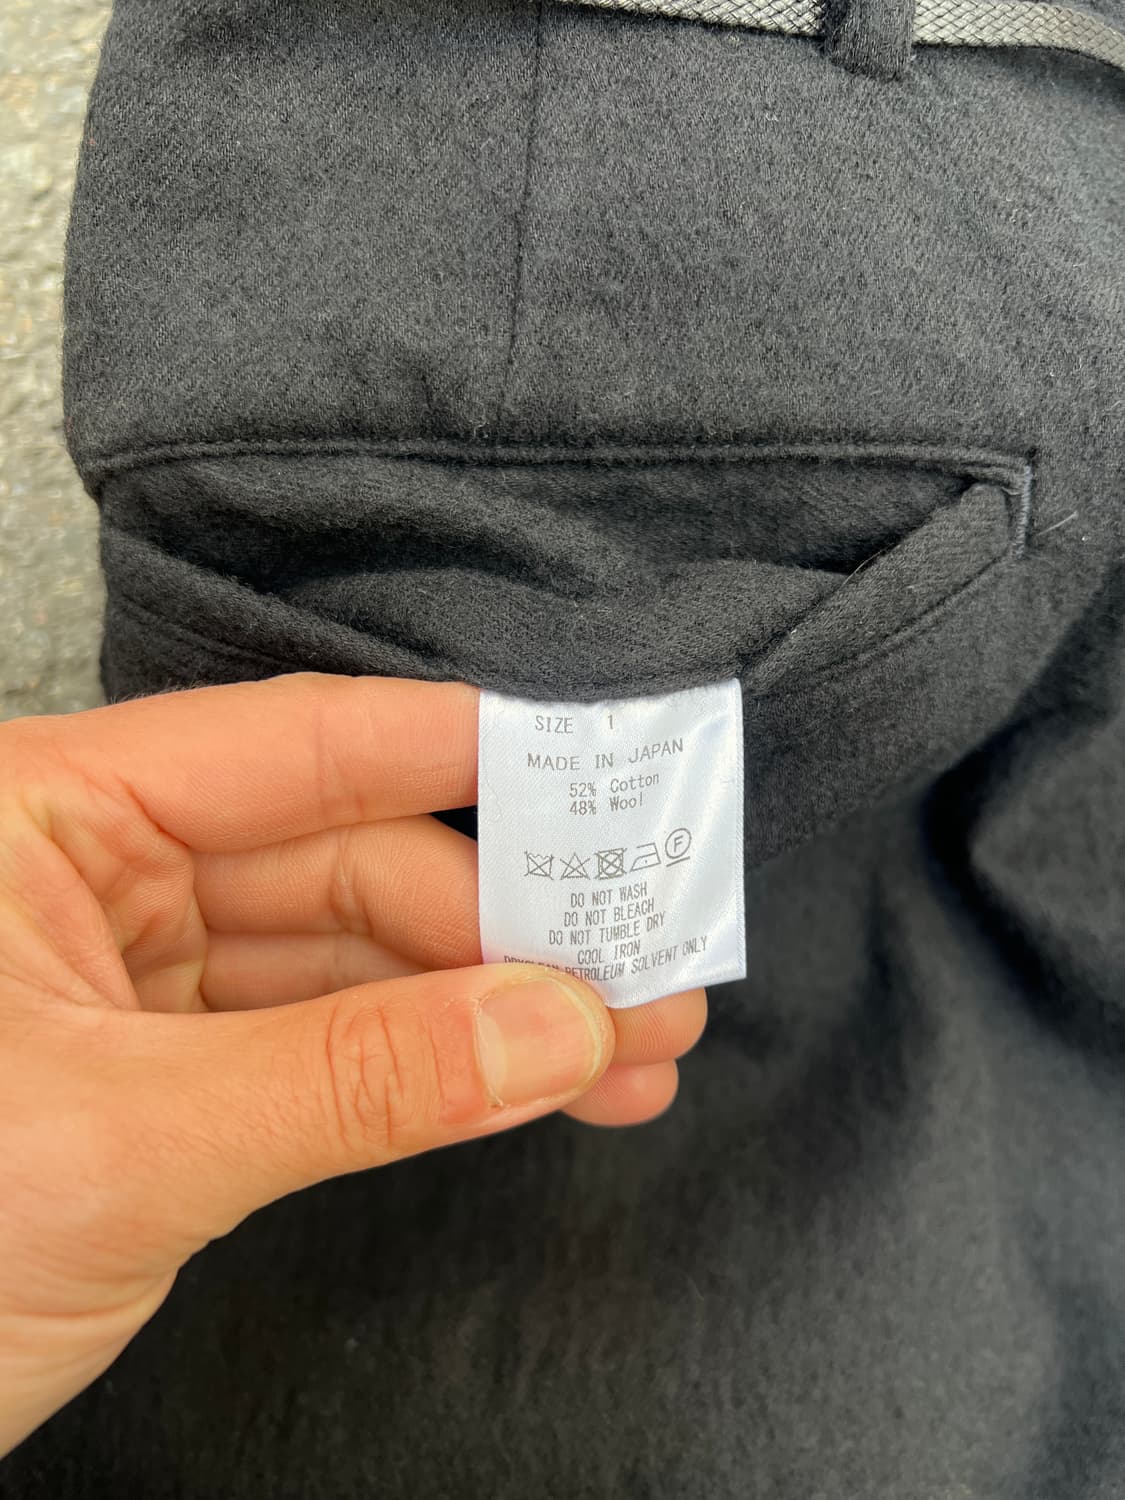 SIZE 1
MADE IN JAPAN
52% Cotton
48% Wool
F
DO NOT WASH
DO NOT BLEACH
DO NOT TUMBLE DRY
COOL IRON
DRYCLEAN PETROLEUM SOLVENT ONLY